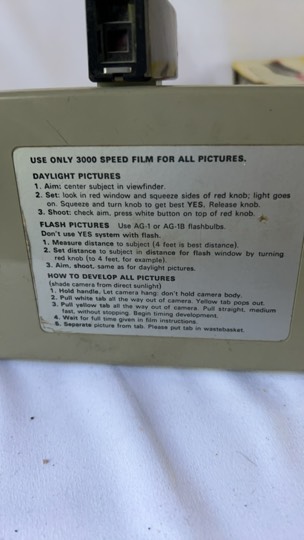 USE ONLY 3000 SPEED FILM FOR ALL PICTURES.
DAYLIGHT PICTURES
1. Aim: center subject in viewfinder.
2. Set: look in red window and squeeze sides of red knob; light goes
on. Squeeze and turn knob to get best YES. Release knob.
3. Shoot: check aim, press white button on top of red knob.
FLASH PICTURES Use AG-1 or AG-1B flashbulbs.
Don't use YES system with flash.
1. Measure distance to subject (4 feet is best distance).
2. Set distance to subject in distance for flash window by turning
red knob (to 4 feet, for example).
3. Aim, shoot, same as for daylight pictures.
HOW TO DEVELOP ALL PICTURES
(shade camera from direct sunlight)
1. Hold handle. Let camera hang; don't hold camera body.
2. Pull white tab all the way out of camera. Yellow tab pops out.
3. Pull yellow tab all way out of camera. Pull straight, medium
fast, without stopping. Begin timing development.
4. Wait for full time given in film instructions.
5. Separate picture from tab. Please put tab in wastebasket.